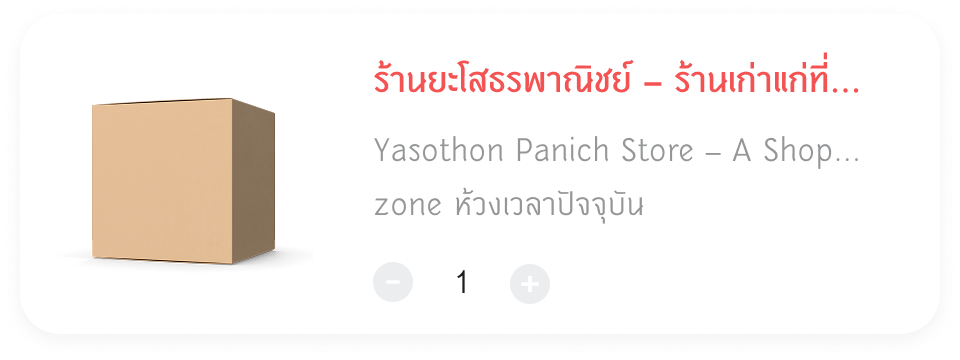 ร้านยะโสธรพาณิชย์ – ร้านเก่าแก่ที่...
Yasothon Panich Store – A Shop...
zone ห้วงเวลาปัจจุบัน
1